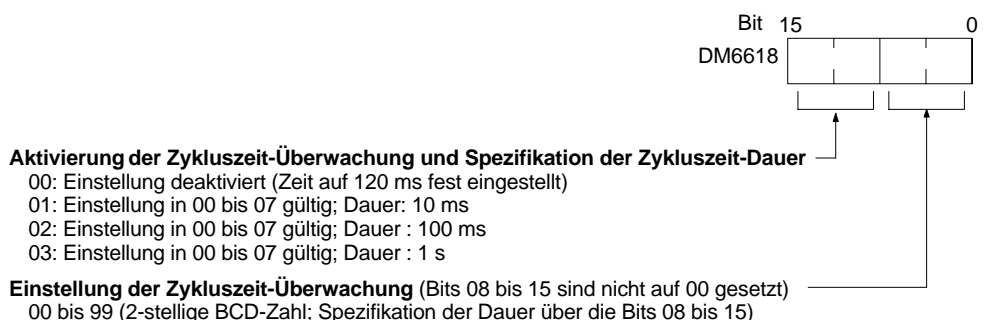 Bit 15 0
DM6618
Aktivierung der Zykluszeit-Überwachung und Spezifikation der Zykluszeit-Dauer
00: Einstellung deaktiviert (Zeit auf 120 ms fest eingestellt)
01: Einstellung in 00 bis 07 gültig; Dauer: 10 ms
02: Einstellung in 00 bis 07 gültig; Dauer : 100 ms
03: Einstellung in 00 bis 07 gültig; Dauer : 1 s
Einstellung der Zykluszeit-Überwachung (Bits 08 bis 15 sind nicht auf 00 gesetzt)
00 bis 99 (2-stellige BCD-Zahl; Spezifikation der Dauer über die Bits 08 bis 15)